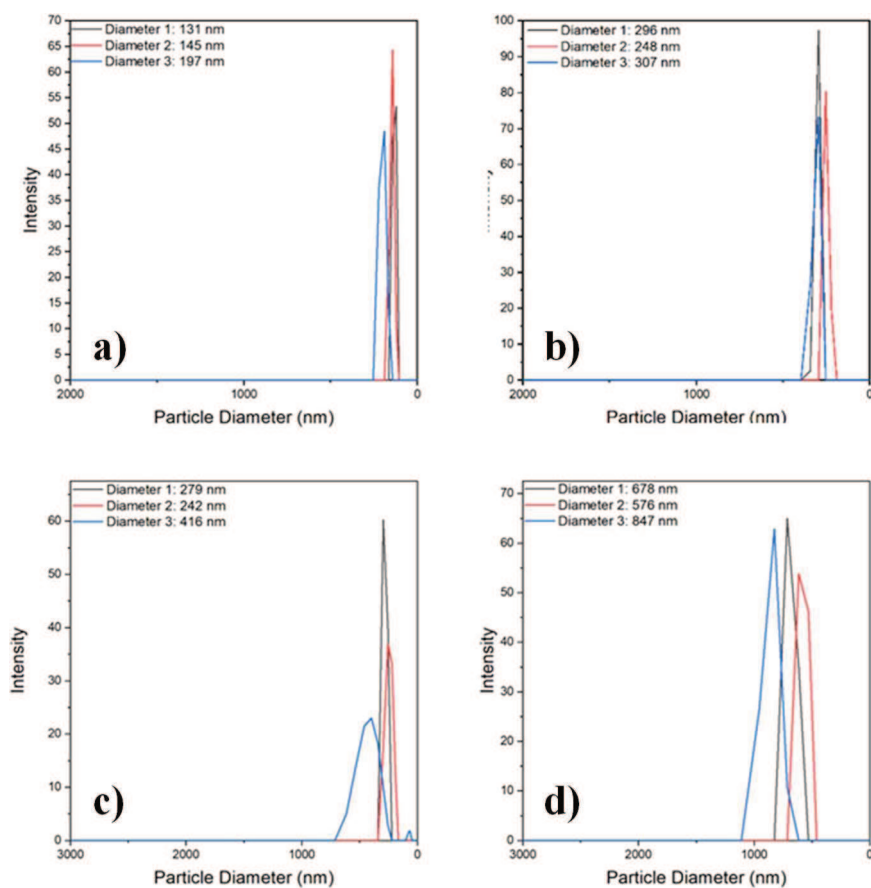 Diameter 1: 131 nm
Diameter 2: 145 nm
Diameter 3: 197 nm
70
65
60
55
50
45
40
35
30
25
20
15
10
5
0
Intensity
a)
2000 1000 0
Particle Diameter (nm)
Diameter 1: 296 nm
Diameter 2: 248 nm
Diameter 3: 307 nm
100
90
80
70
60
50
40
30
20
10
0
b)
2000 1000 0
Particle Diameter (nm)
Diameter 1: 279 nm
Diameter 2: 242 nm
Diameter 3: 416 nm
60
50
40
30
20
10
0
Intensity
c)
3000 2000 1000 0
Particle Diameter (nm)
Diameter 1: 678 nm
Diameter 2: 576 nm
Diameter 3: 847 nm
70
60
50
40
30
20
10
0
Intensity
d)
3000 2000 1000 0
Particle Diameter (nm)